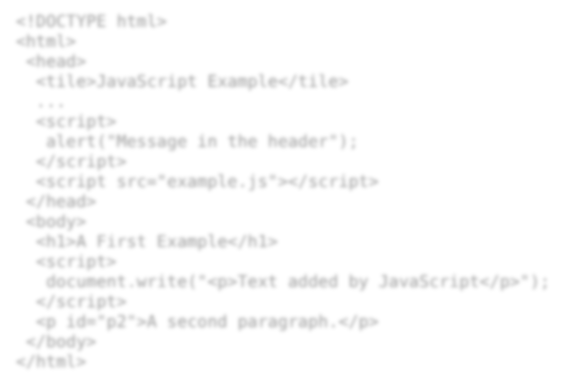 <!DOCTYPE html>
<html>
<head>
<tile>JavaScript Example</tile>
...
<script>
alert("Message in the header");
</script>
<script src="example.js"></script>
</head>
<body>
<h1>A First Example</h1>
<script>
document.write("<p>Text added by JavaScript</p>");
</script>
<p id="p2">A second paragraph.</p>
</body>
</html>